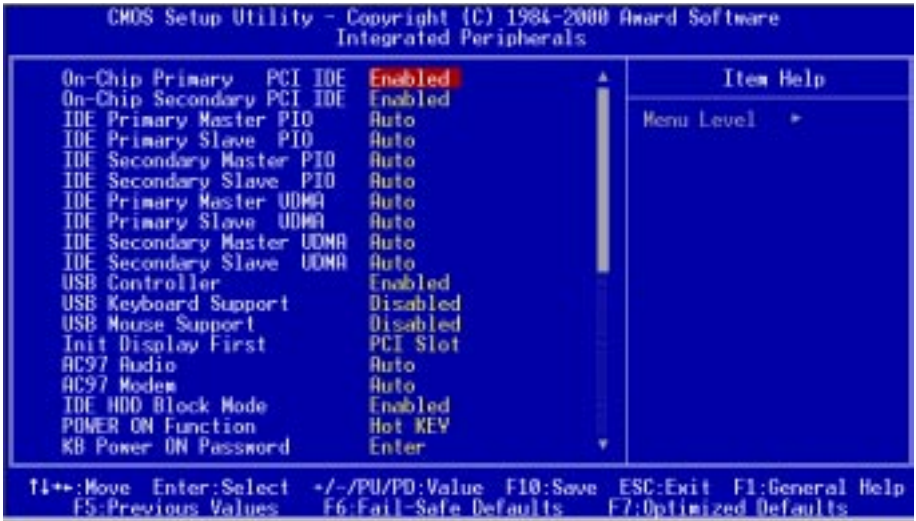 CMOS Setup Utility - Copyright (C) 1984-2000 Award Software
Integrated Peripherals
On-Chip Primary PCI IDE Enabled
Item Help
On-Chip Secondary PCI IDE Enabled
IDE Primary Master PIO Auto
Menu Level ►
IDE Primary Slave PIO Auto
IDE Secondary Master PIO Auto
IDE Secondary Slave PIO Auto
IDE Primary Master UDMA Auto
IDE Primary Slave UDMA Auto
IDE Secondary Master UDMA Auto
IDE Secondary Slave UDMA Auto
USB Controller Enabled
USB Keyboard Support Disabled
USB Mouse Support Disabled
Init Display First PCI Slot
AC97 Audio Auto
AC97 Modem Auto
IDE HDD Block Mode Enabled
POWER ON Function Hot KEY
KB Power ON Password Enter
↑↓→←:Move Enter:Select +/-/PU/PD:Value F10:Save ESC:Exit F1:General Help
F5:Previous Values F6:Fail-Safe Defaults F7:Optimized Defaults